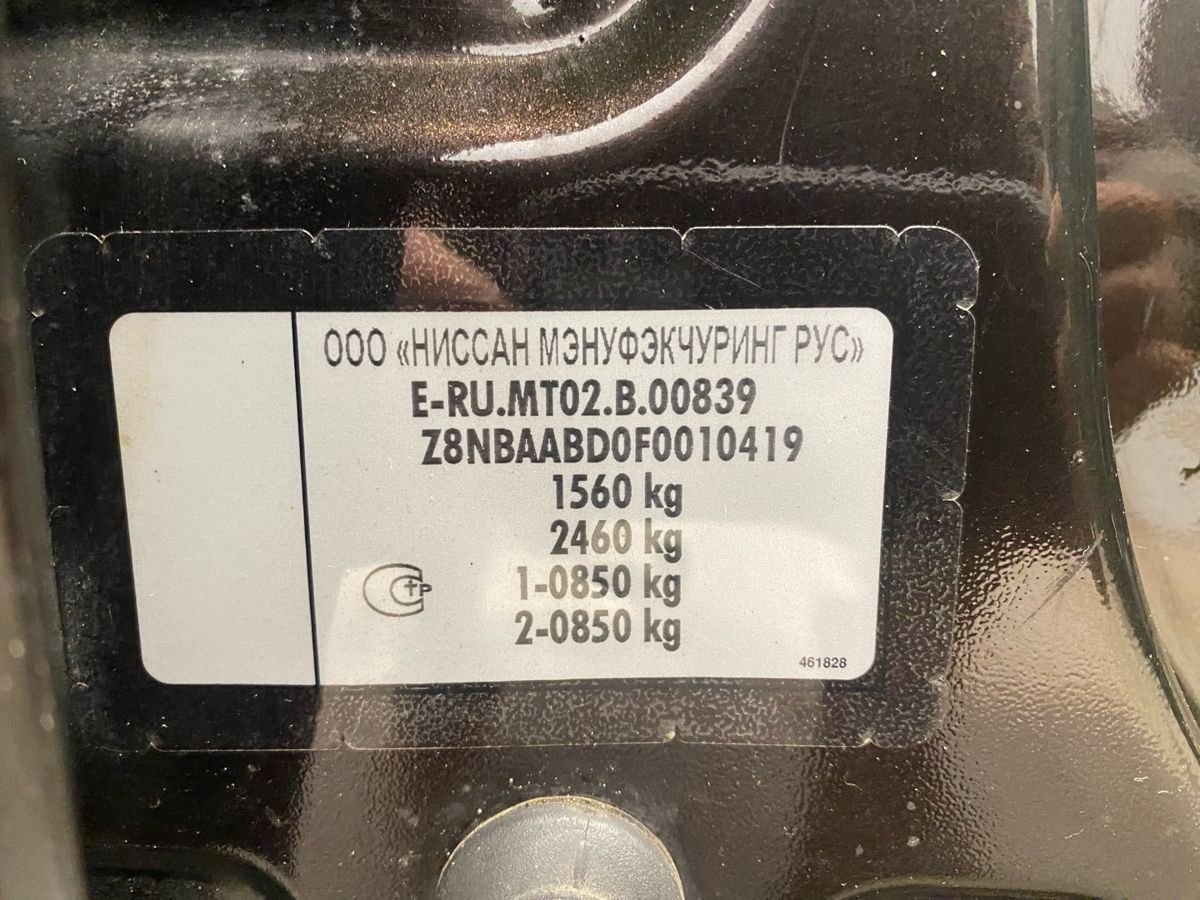 ООО «НИССАН МЭНУФЭКЧУРИНГ РУС»
E-RU.MT02.B.00839
Z8NBAABD0F0010419
1560 kg
2460 kg
1-0850 kg
2-0850 kg
461828